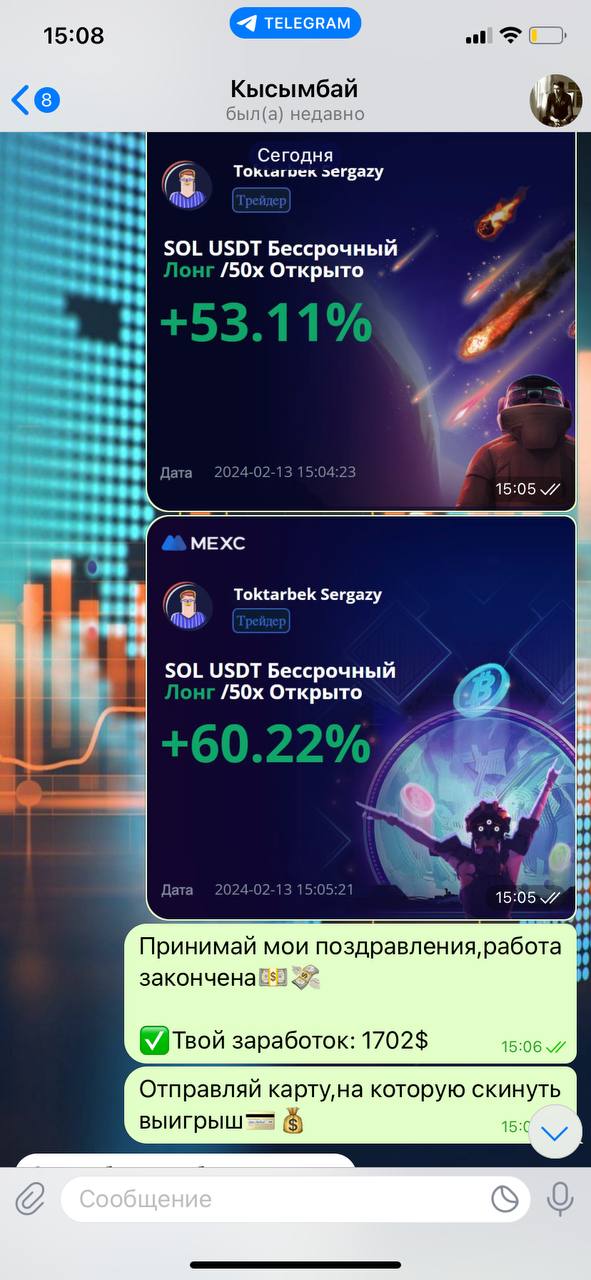 15:08
TELEGRAM
8
Кысымбай
был(а) недавно
Сегодня
Toktarbek Sergazy
Трейдер
SOL USDT Бессрочный
Лонг /50x Открыто
+53.11%
Дата 2024-02-13 15:04:23
15:05
MEXC
Toktarbek Sergazy
Трейдер
SOL USDT Бессрочный
Лонг /50x Открыто
+60.22%
Дата 2024-02-13 15:05:21
15:05
Принимай мои поздравления,работа
закончена💵💸
✅Твой заработок: 1702$
15:06
Отправляй карту,на которую скинуть
выигрыш💳💰
Сообщение